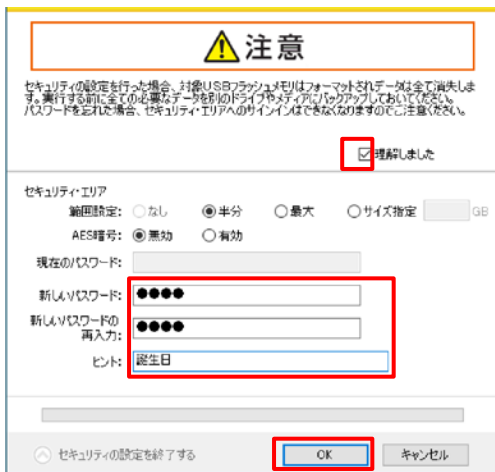 注意
セキュリティの設定を行った場合、対象USBフラッシュメモリはフォーマットされデータは全て消失しま
す。実行する前に全ての必要なデータを別のドライブやメディアにバックアップしておいてください。
パスワードを忘れた場合、セキュリティ・エリアへのサインインはできなくなりますのでご注意ください。
理解しました
セキュリティ・エリア
範囲設定: なし 半分 最大 サイズ指定 GB
AES暗号: 無効 有効
現在のパスワード:
新しいパスワード: ●●●●
新しいパスワードの
再入力: ●●●●
ヒント: 誕生日
セキュリティの設定を終了する OK キャンセル